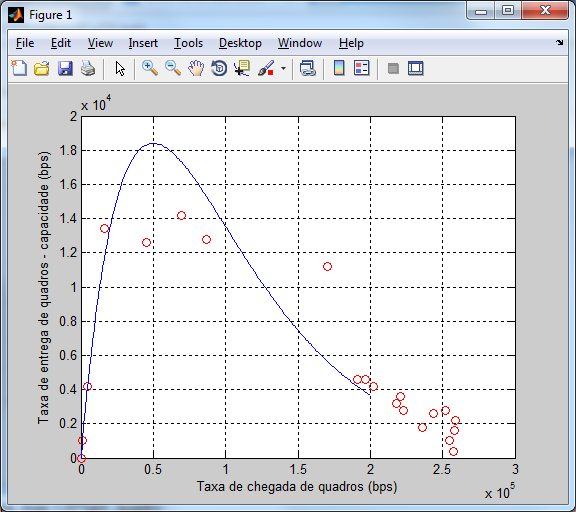 Figure 1
File Edit View Insert Tools Desktop Window Help
x 10^4
2
1.8
1.6
1.4
1.2
1
0.8
0.6
0.4
0.2
0
Taxa de entrega de quadros - capacidade (bps)
0 0.5 1 1.5 2 2.5 3
Taxa de chegada de quadros (bps)
x 10^5